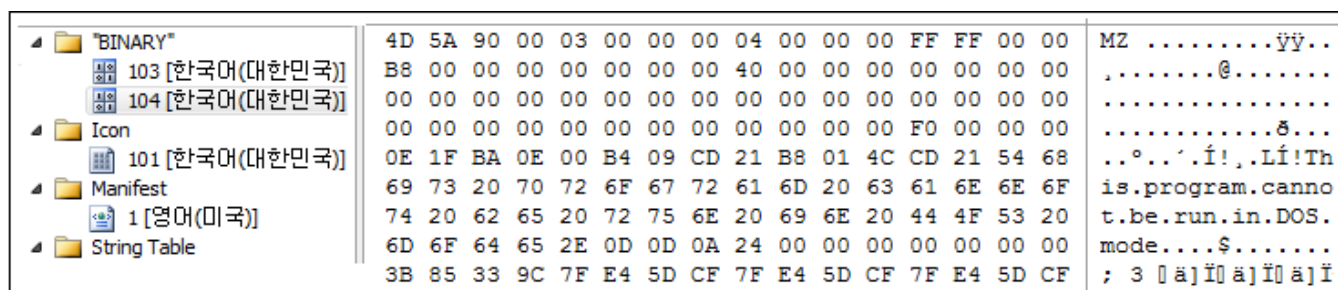 "BINARY"
103 [한국어(대한민국)]
104 [한국어(대한민국)]
Icon
101 [한국어(대한민국)]
Manifest
1 [영어(미국)]
String Table
4D 5A 90 00 03 00 00 00 04 00 00 00 FF FF 00 00 MZ .........ÿÿ..
B8 00 00 00 00 00 00 00 40 00 00 00 00 00 00 00 ¸.......@.......
00 00 00 00 00 00 00 00 00 00 00 00 00 00 00 00 ................
00 00 00 00 00 00 00 00 00 00 00 00 F0 00 00 00 ............ð...
0E 1F BA 0E 00 B4 09 CD 21 B8 01 4C CD 21 54 68 ..º..´.Í!¸.LÍ!Th
69 73 20 70 72 6F 67 72 61 6D 20 63 61 6E 6E 6F is.program.canno
74 20 62 65 20 72 75 6E 20 69 6E 20 44 4F 53 20 t.be.run.in.DOS.
6D 6F 64 65 2E 0D 0D 0A 24 00 00 00 00 00 00 00 mode....$.......
3B 85 33 9C 7F E4 5D CF 7F E4 5D CF 7F E4 5D CF ; 3 ▯ä]Ï▯ä]Ï▯ä]Ï